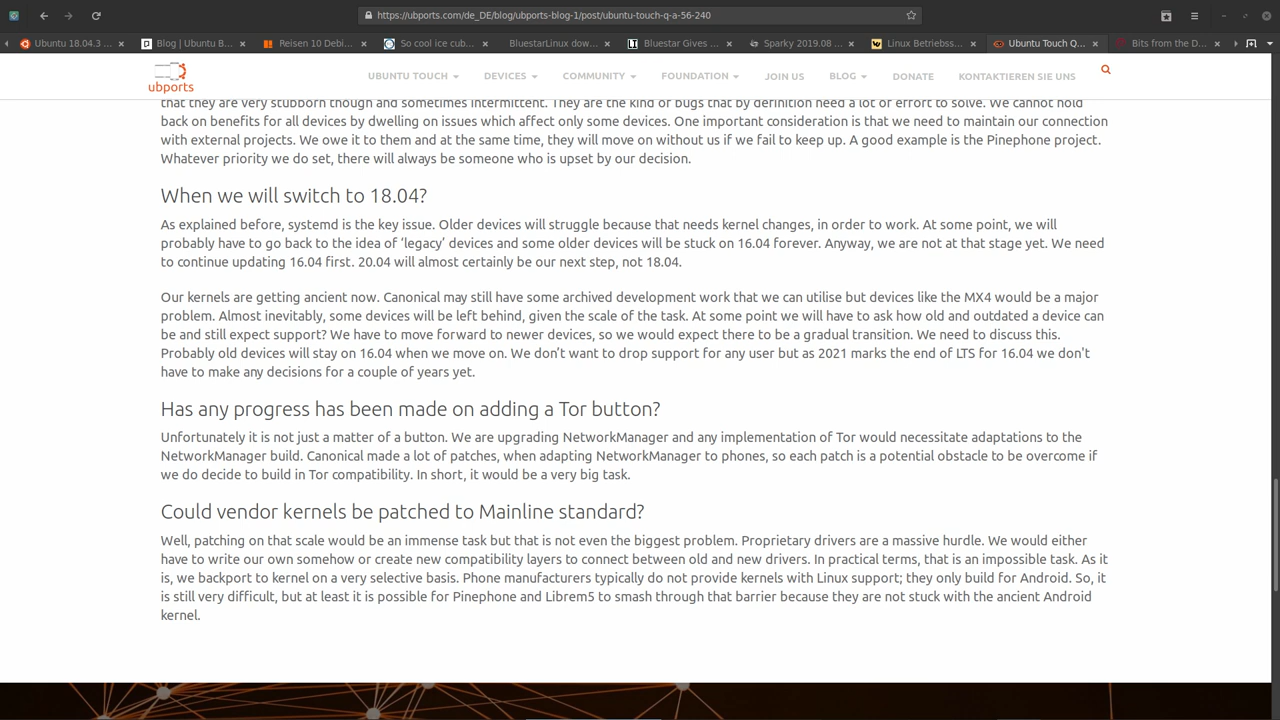 https://ubports.com/de_DE/blog/ubports-blog-1/post/ubuntu-touch-q-a-56-240
Ubuntu 18.04.3 ...
Blog | Ubuntu B...
Reisen 10 Debi...
So cool ice cub...
BluestarLinux dow...
Bluestar Gives ...
Sparky 2019.08 ...
Linux Betriebss...
Ubuntu Touch Q...
Bits from the D...
ubports
UBUNTU TOUCH
DEVICES
COMMUNITY
FOUNDATION
JOIN US
BLOG
DONATE
KONTAKTIEREN SIE UNS
that they are very stubborn though and sometimes intermittent. They are the kind of bugs that by definition need a lot of effort to solve. We cannot hold
back on benefits for all devices by dwelling on issues which affect only some devices. One important consideration is that we need to maintain our connection
with external projects. We owe it to them and at the same time, they will move on without us if we fail to keep up. A good example is the Pinephone project.
Whatever priority we do set, there will always be someone who is upset by our decision.
When we will switch to 18.04?
As explained before, systemd is the key issue. Older devices will struggle because that needs kernel changes, in order to work. At some point, we will
probably have to go back to the idea of ‘legacy’ devices and some older devices will be stuck on 16.04 forever. Anyway, we are not at that stage yet. We need
to continue updating 16.04 first. 20.04 will almost certainly be our next step, not 18.04.
Our kernels are getting ancient now. Canonical may still have some archived development work that we can utilise but devices like the MX4 would be a major
problem. Almost inevitably, some devices will be left behind, given the scale of the task. At some point we will have to ask how old and outdated a device can
be and still expect support? We have to move forward to newer devices, so we would expect there to be a gradual transition. We need to discuss this.
Probably old devices will stay on 16.04 when we move on. We don’t want to drop support for any user but as 2021 marks the end of LTS for 16.04 we don't
have to make any decisions for a couple of years yet.
Has any progress has been made on adding a Tor button?
Unfortunately it is not just a matter of a button. We are upgrading NetworkManager and any implementation of Tor would necessitate adaptations to the
NetworkManager build. Canonical made a lot of patches, when adapting NetworkManager to phones, so each patch is a potential obstacle to be overcome if
we do decide to build in Tor compatibility. In short, it would be a very big task.
Could vendor kernels be patched to Mainline standard?
Well, patching on that scale would be an immense task but that is not even the biggest problem. Proprietary drivers are a massive hurdle. We would either
have to write our own somehow or create new compatibility layers to connect between old and new drivers. In practical terms, that is an impossible task. As it
is, we backport to kernel on a very selective basis. Phone manufacturers typically do not provide kernels with Linux support; they only build for Android. So, it
is still very difficult, but at least it is possible for Pinephone and Librem5 to smash through that barrier because they are not stuck with the ancient Android
kernel.